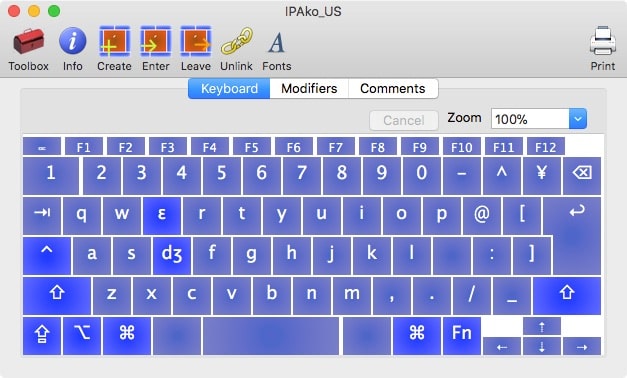 IPAko_US
Toolbox Info Create Enter Leave Unlink Fonts Print
Keyboard Modifiers Comments
Cancel Zoom 100%
esc F1 F2 F3 F4 F5 F6 F7 F8 F9 F10 F11 F12
1 2 3 4 5 6 7 8 9 0 - ^ ¥ ⌫
⇥ q w ɛ r t y u i o p @ [ ↩
⌃ a s dʒ f g h j k l : ]
⇧ z x c v b n m , . / _ ⇧
⇪ ⌥ ⌘ ⌘ Fn ← ↑ ↓ →